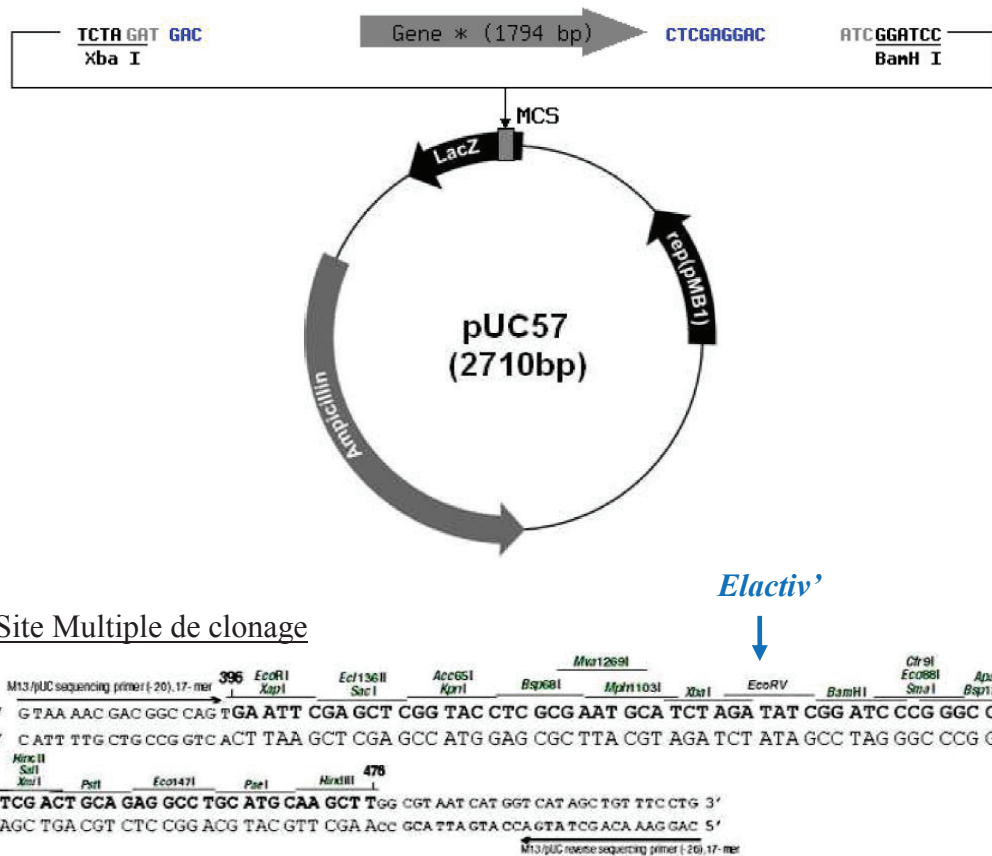 TCTA GAT GAC Gene * (1794 bp) CTCGAGGAC ATC GGATCC
Xba I BamH I
MCS
LacZ
rep(pMB1)
pUC57
(2710bp)
Ampicillin
Elactiv’
Site Multiple de clonage
Mva1269I Cfr9I
396 EcoRI Ecl136II Acc65I Bsp68I Mph1103I XbaI EcoRV BamHI Eco88I
M13/pUC sequencing primer (-20), 17-mer XapI SacI KpnI SmaI
GTAA AAC GAC GGC CAG TGAATT CGA GCT CGG TAC CTC GCG AAT GCA TCT AGA TAT CGG AT CCC GGG CC
CATT TTG CTG CCG GTC ACT TAA GCT CGA GCC ATG GAG CGC TTA CGT AGA TCT ATA GCC TAG GGC CCG G
HincII
SalI
XmiI PstI Eco147I PaeI HindIII 476
TCG ACT GCA GAG GCC TGC ATG CAA GCT T GG CGT AAT CAT GGT CAT AGC TGT TTC CTG 3’
AGC TGA CGT CTC CGG ACG TAC GTT CGA ACC GCA TTA GTA CCA GTA TCG ACA AAG GAC 5’
M13/pUC reverse sequencing primer (-26), 17-mer